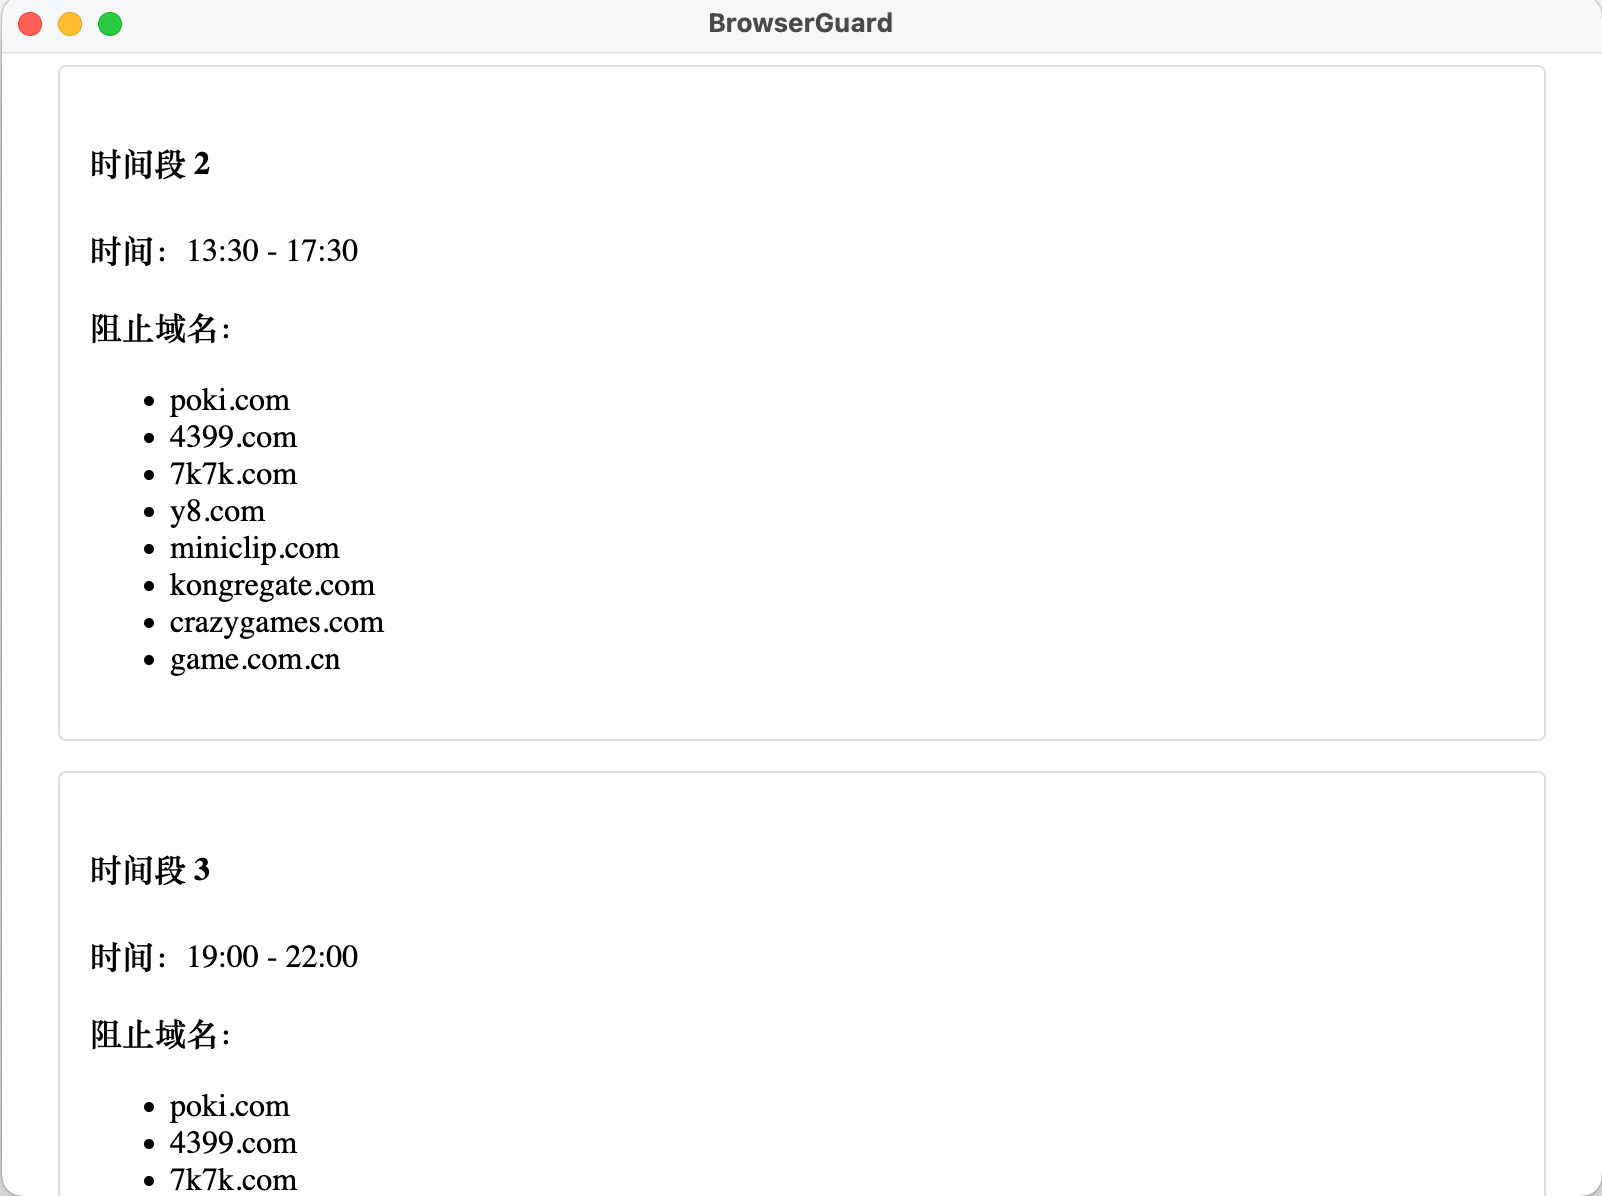 BrowserGuard
时间段 2
时间：13:30 - 17:30
阻止域名：
poki.com
4399.com
7k7k.com
y8.com
miniclip.com
kongregate.com
crazygames.com
game.com.cn
时间段 3
时间：19:00 - 22:00
阻止域名：
poki.com
4399.com
7k7k.com